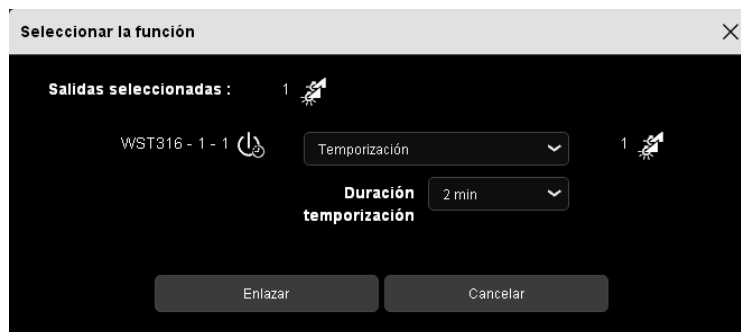 Seleccionar la función
Salidas seleccionadas : 1
WST316 - 1 - 1 Temporización 1
Duración temporización 2 min
Enlazar Cancelar